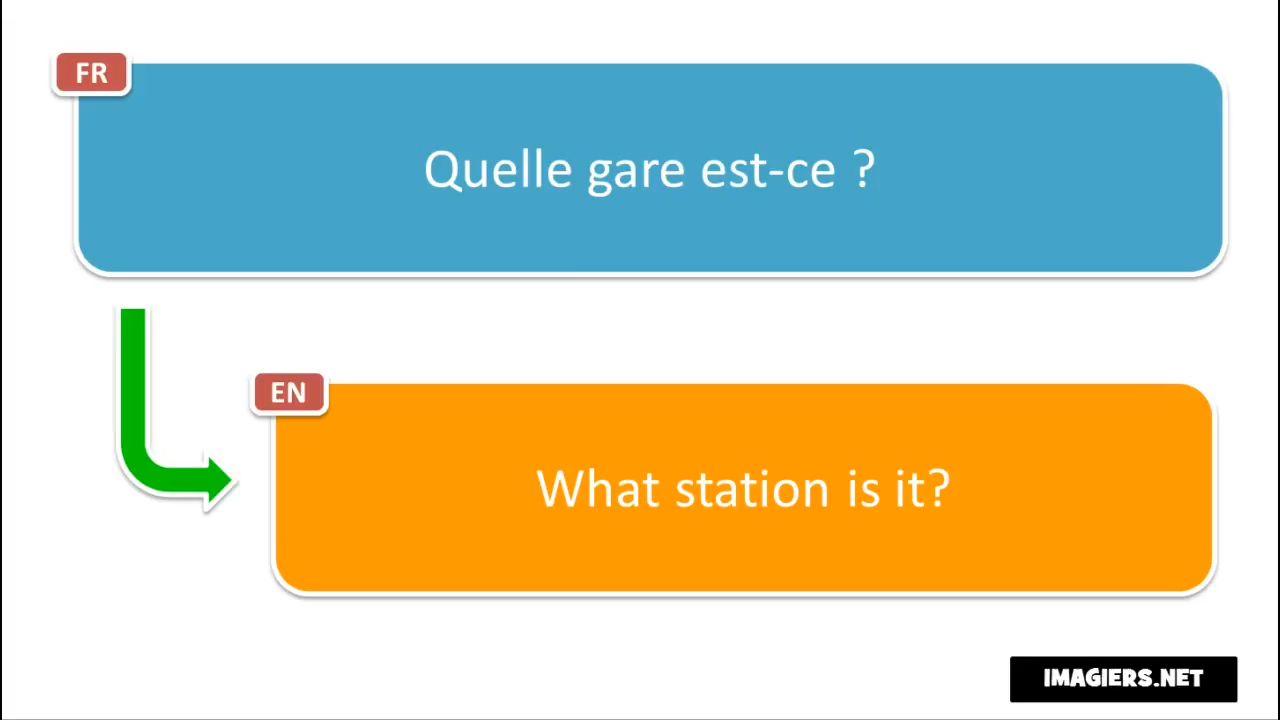 FR
Quelle gare est-ce ?
EN
What station is it?
IMAGIERS.NET